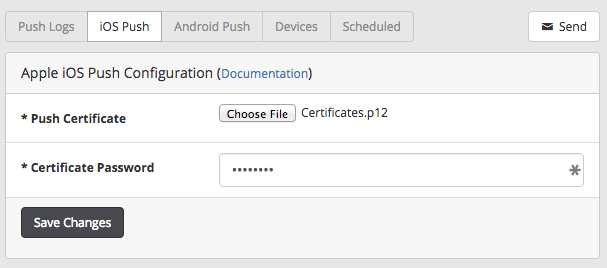 Push Logs iOS Push Android Push Devices Scheduled Send
Apple iOS Push Configuration (Documentation)
* Push Certificate Choose File Certificates.p12
* Certificate Password ••••••••
Save Changes